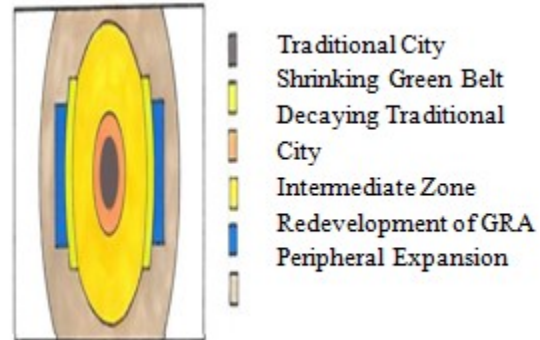 Traditional City
Shrinking Green Belt
Decaying Traditional
City
Intermediate Zone
Redevelopment of GRA
Peripheral Expansion